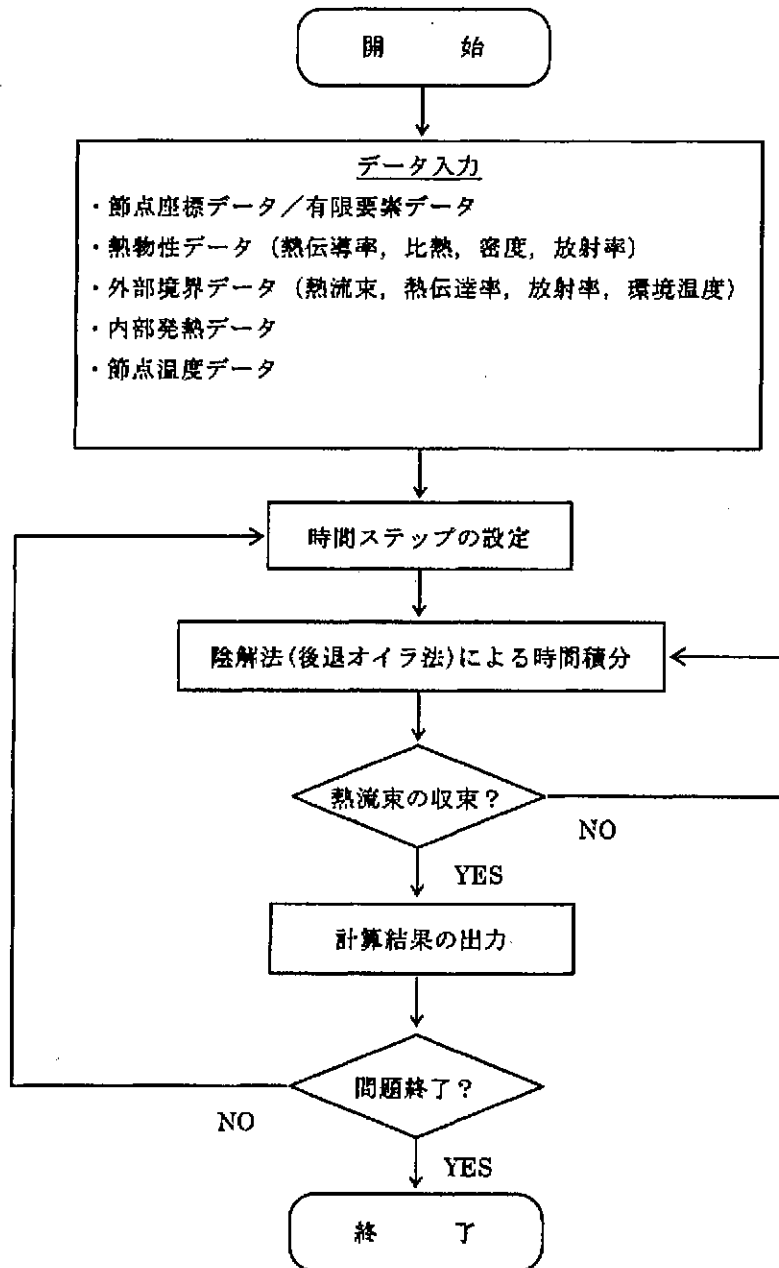 開 始
データ入力
・節点座標データ/有限要素データ
・熱物性データ (熱伝導率, 比熱, 密度, 放射率)
・外部境界データ (熱流束, 熱伝達率, 放射率, 環境温度)
・内部発熱データ
・節点温度データ
時間ステップの設定
陰解法(後退オイラ法)による時間積分
熱流束の収束?
NO
YES
計算結果の出力
問題終了?
NO
YES
終 了